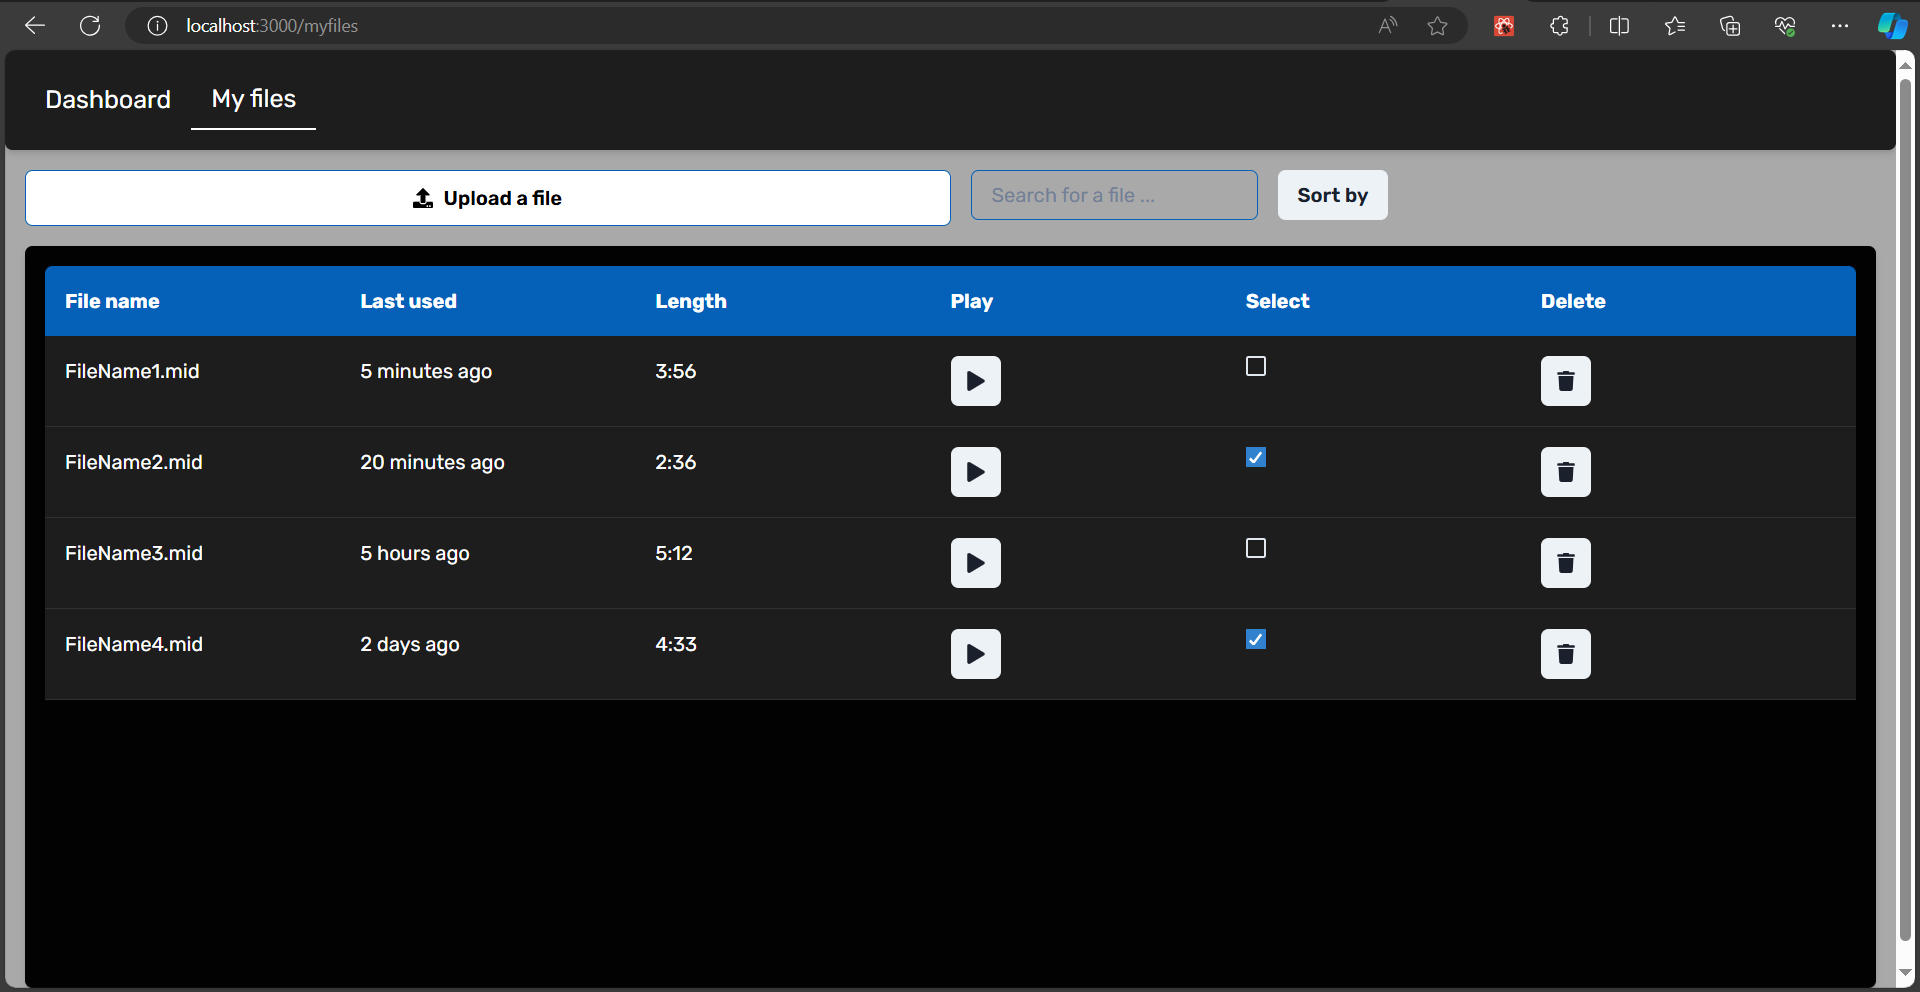 localhost:3000/myfiles
Dashboard My files
Upload a file Search for a file ... Sort by
File name Last used Length Play Select Delete
FileName1.mid 5 minutes ago 3:56
FileName2.mid 20 minutes ago 2:36
FileName3.mid 5 hours ago 5:12
FileName4.mid 2 days ago 4:33